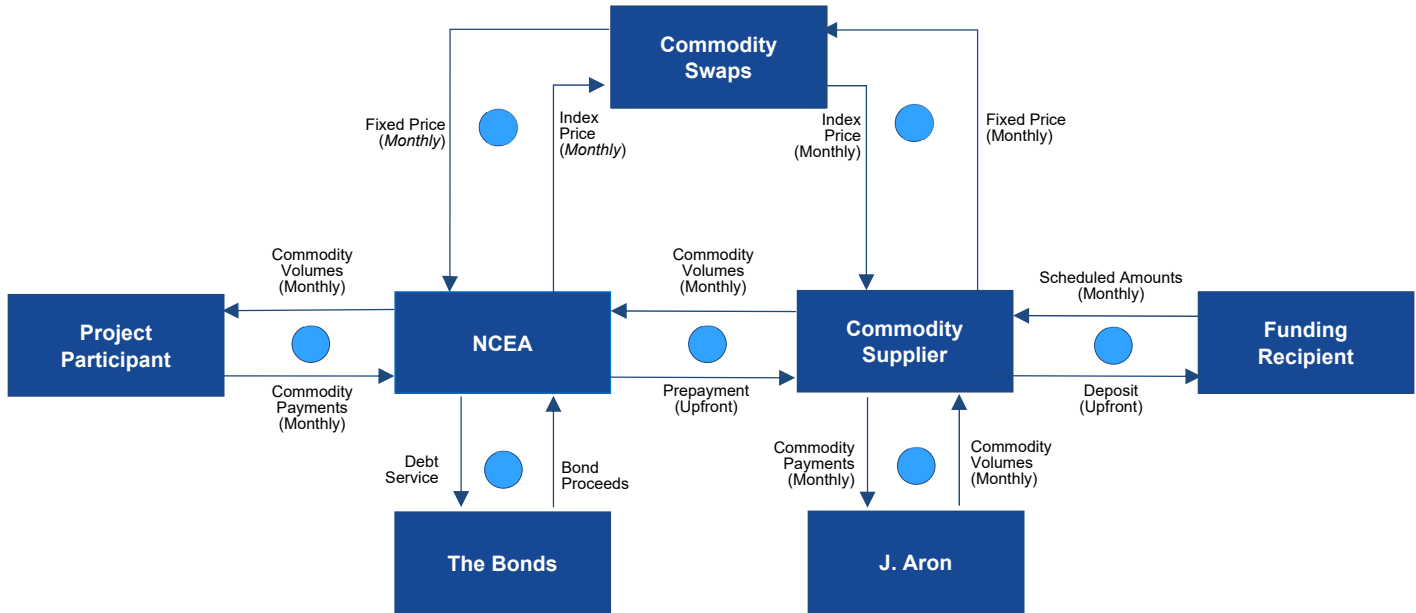 Commodity
Swaps
Fixed Price
(Monthly)
Index
Price
(Monthly)
Index
Price
(Monthly)
Fixed Price
(Monthly)
Commodity
Volumes
(Monthly)
Commodity
Volumes
(Monthly)
Scheduled Amounts
(Monthly)
Project
Participant
NCEA
Commodity
Supplier
Funding
Recipient
Commodity
Payments
(Monthly)
Prepayment
(Upfront)
Deposit
(Upfront)
Debt
Service
Bond
Proceeds
Commodity
Payments
(Monthly)
Commodity
Volumes
(Monthly)
The Bonds
J. Aron